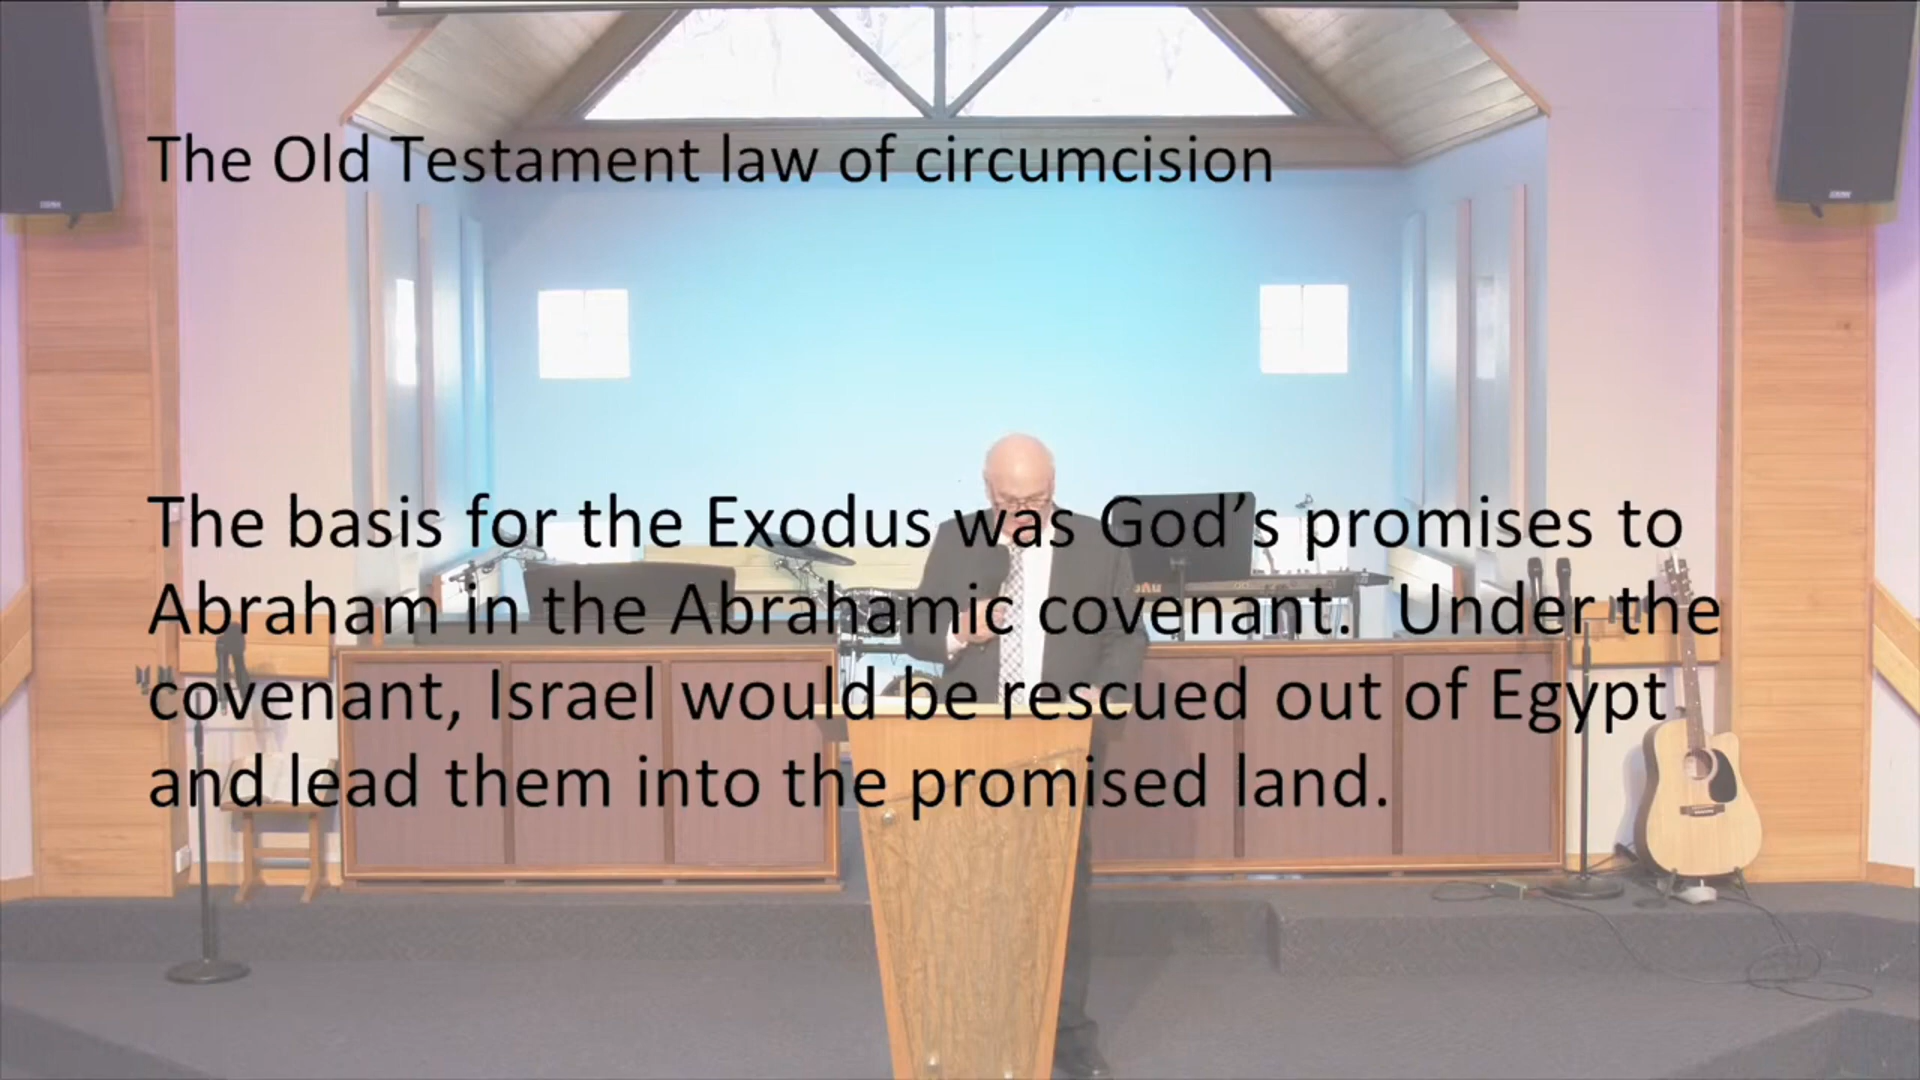 The Old Testament law of circumcision
The basis for the Exodus was God’s promises to
Abraham in the Abrahamic covenant.  Under the
covenant, Israel would be rescued out of Egypt
and lead them into the promised land.